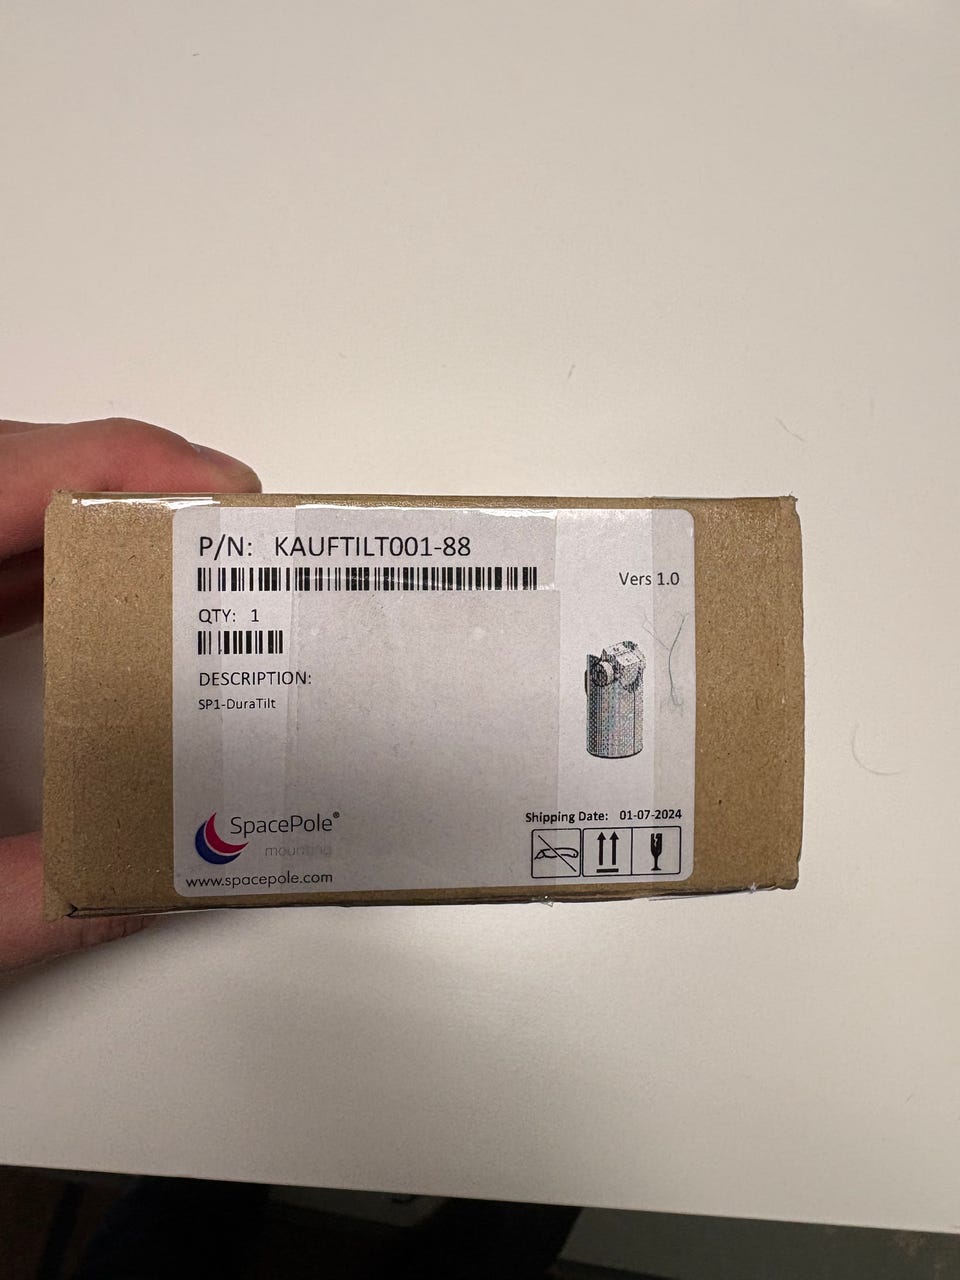 P/N: KAUFTILT001-88
Vers 1.0
QTY: 1
DESCRIPTION:
SP1-DuraTilt
SpacePole®
mounting
www.spacepole.com
Shipping Date: 01-07-2024